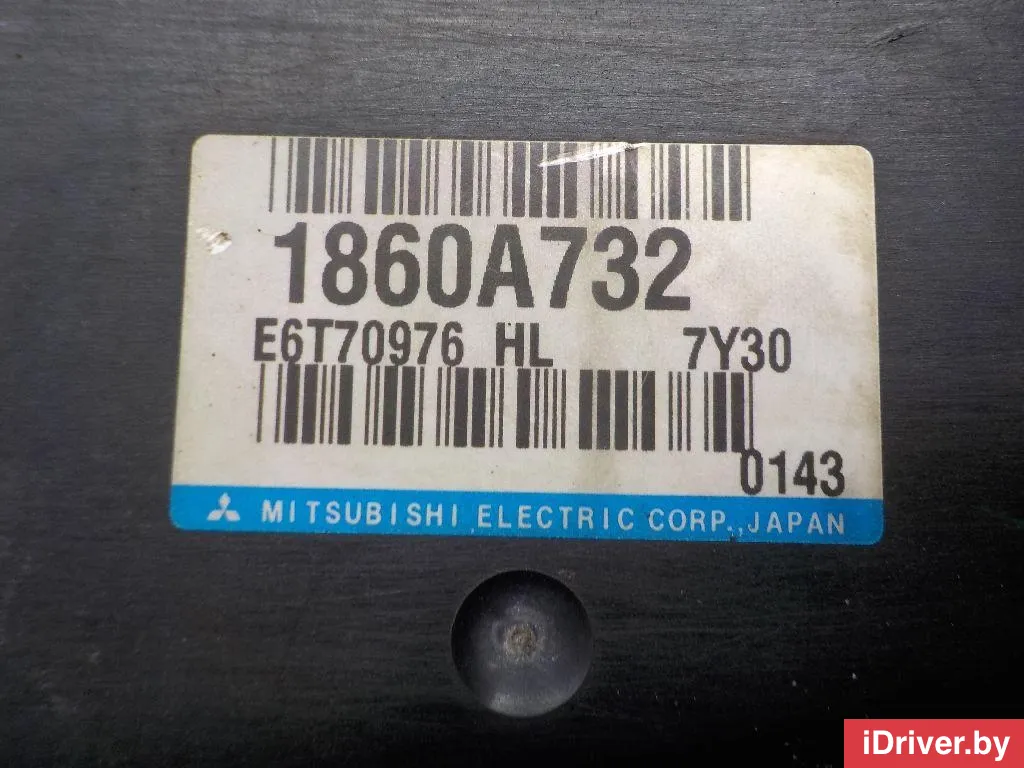 1860A732
E6T70976 HL 7Y30
0143
MITSUBISHI ELECTRIC CORP., JAPAN
iDriver.by